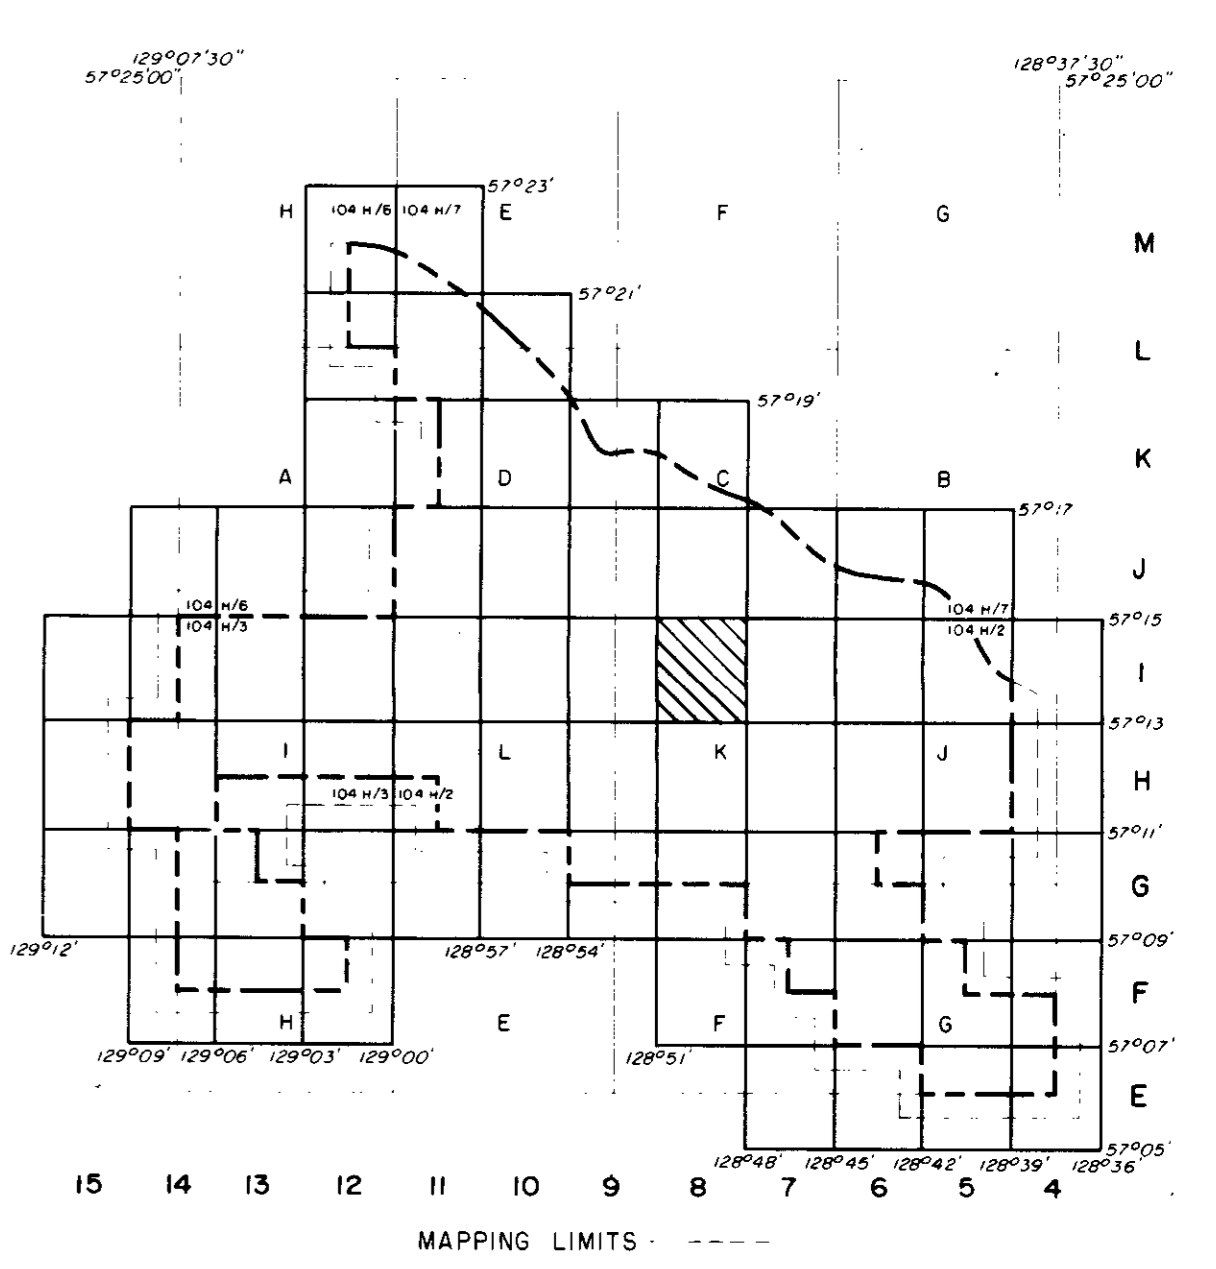 129°07'30" 128°37'30"
57°25'00" 57°25'00"
57°23'
H 104 H/6 104 H/7 E F G
M
57°21'
L
57°19'
K
A D C B
57°17
J
104 H/6 104 H/7
57°15
104 H/3 104 H/2
I
57°13
I L K J
H
104 H/3 104 H/2
57°11'
G
129°12' 128°57' 128°54' 57°09'
F
H E F G
129°09' 129°06' 129°03' 129°00' 128°51' 57°07'
E
57°05'
128°48' 128°45' 128°42' 128°39' 128°36'
15 14 13 12 11 10 9 8 7 6 5 4
MAPPING LIMITS